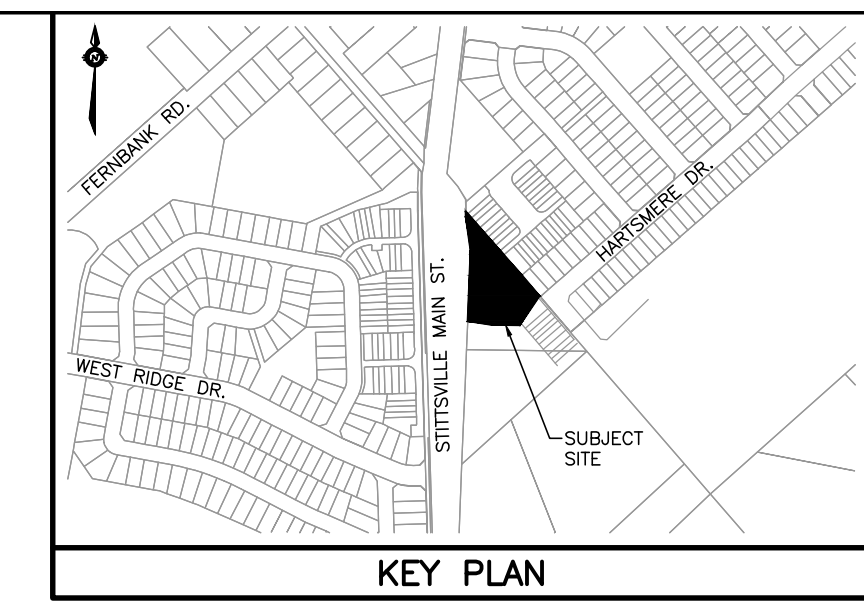 N
FERNBANK RD.
HARTSMERE DR.
STITTSVILLE MAIN ST.
WEST RIDGE DR.
SUBJECT
SITE
KEY PLAN